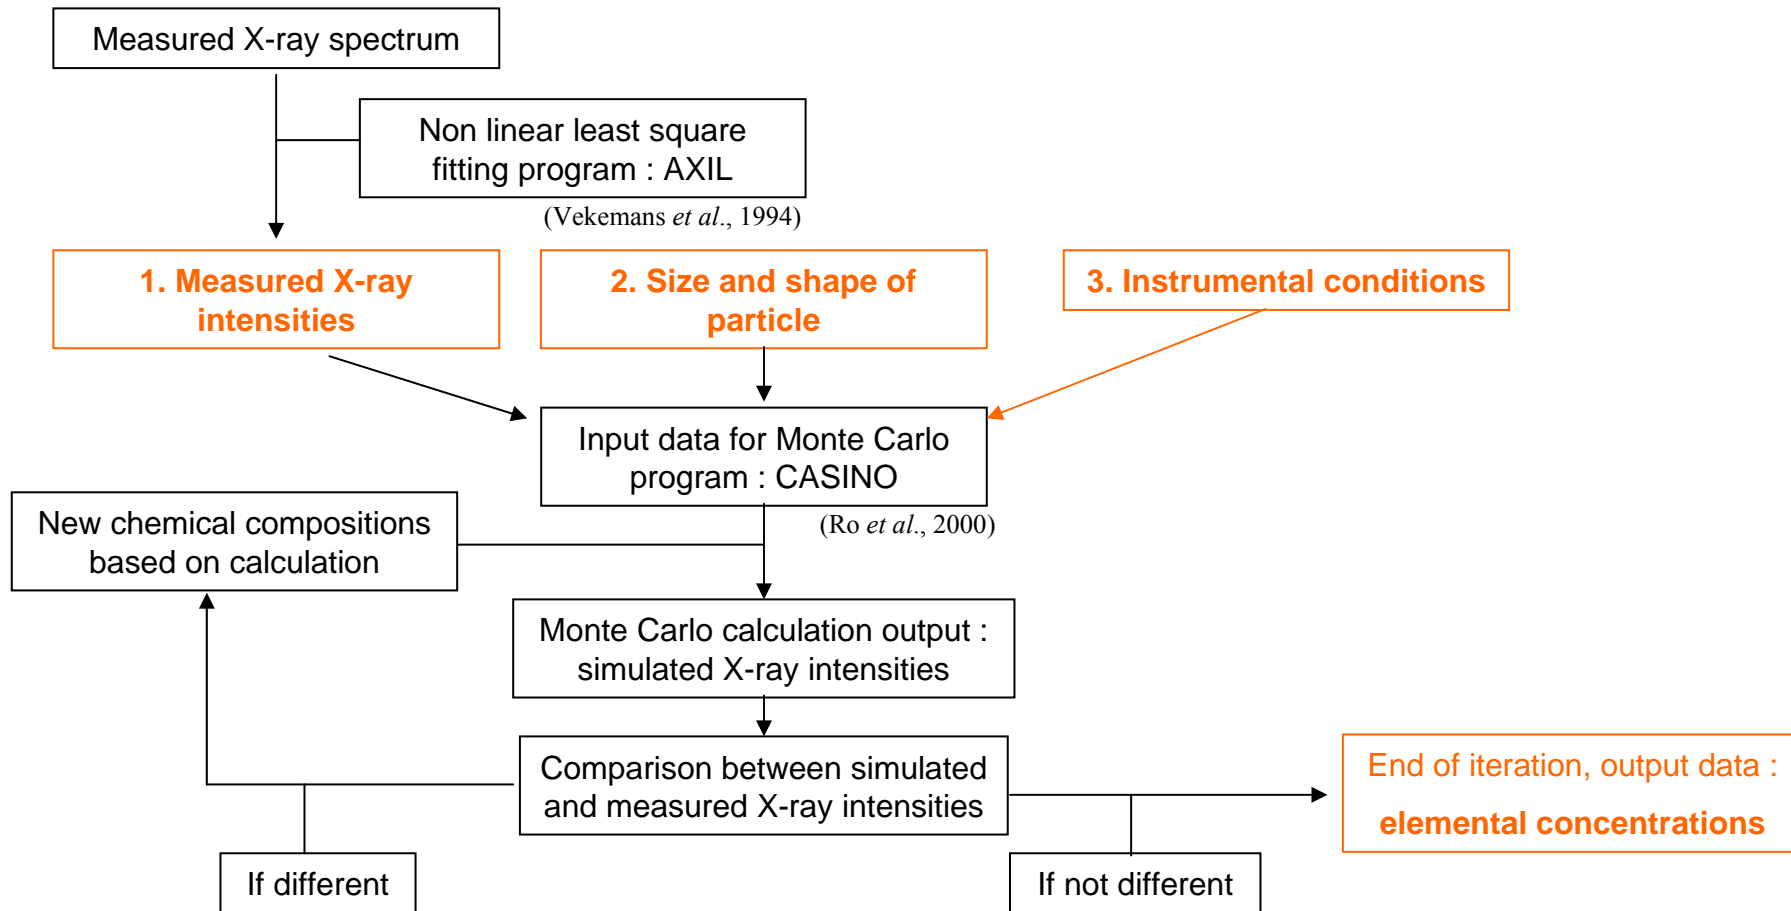 Measured X-ray spectrum
Non linear least square
fitting program : AXIL
(Vekemans et al., 1994)
1. Measured X-ray
intensities
2. Size and shape of
particle
3. Instrumental conditions
Input data for Monte Carlo
program : CASINO
(Ro et al., 2000)
New chemical compositions
based on calculation
Monte Carlo calculation output :
simulated X-ray intensities
Comparison between simulated
and measured X-ray intensities
End of iteration, output data :
elemental concentrations
If different
If not different